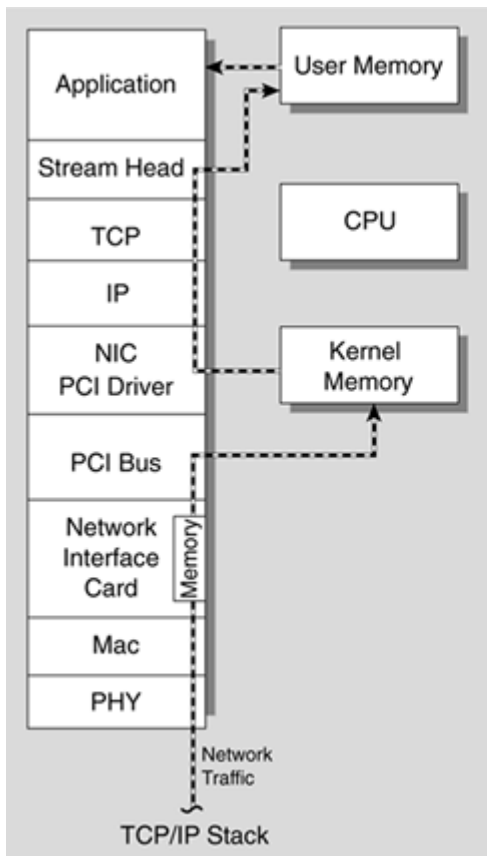 Application
Stream Head
TCP
IP
NIC
PCI Driver
PCI Bus
Network
Interface
Card
Memory
Mac
PHY
User Memory
CPU
Kernel
Memory
Network
Traffic
TCP/IP Stack